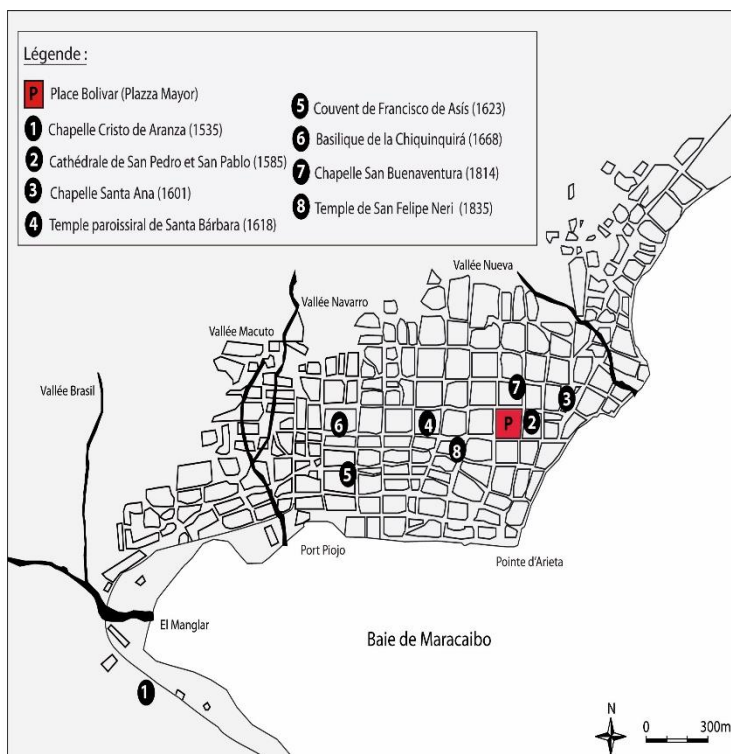 Légende :
P Place Bolivar (Plazza Mayor)
1 Chapelle Cristo de Aranza (1535)
2 Cathédrale de San Pedro et San Pablo (1585)
3 Chapelle Santa Ana (1601)
4 Temple paroissiral de Santa Bárbara (1618)
5 Couvent de Francisco de Asís (1623)
6 Basilique de la Chiquinquirá (1668)
7 Chapelle San Buenaventura (1814)
8 Temple de San Felipe Neri (1835)
Vallée Nueva
Vallée Navarro
Vallée Macuto
Vallée Brasil
7
3
6
4
P
2
8
5
Port Piojo
Pointe d'Arieta
El Manglar
Baie de Maracaibo
1
N
0 300m